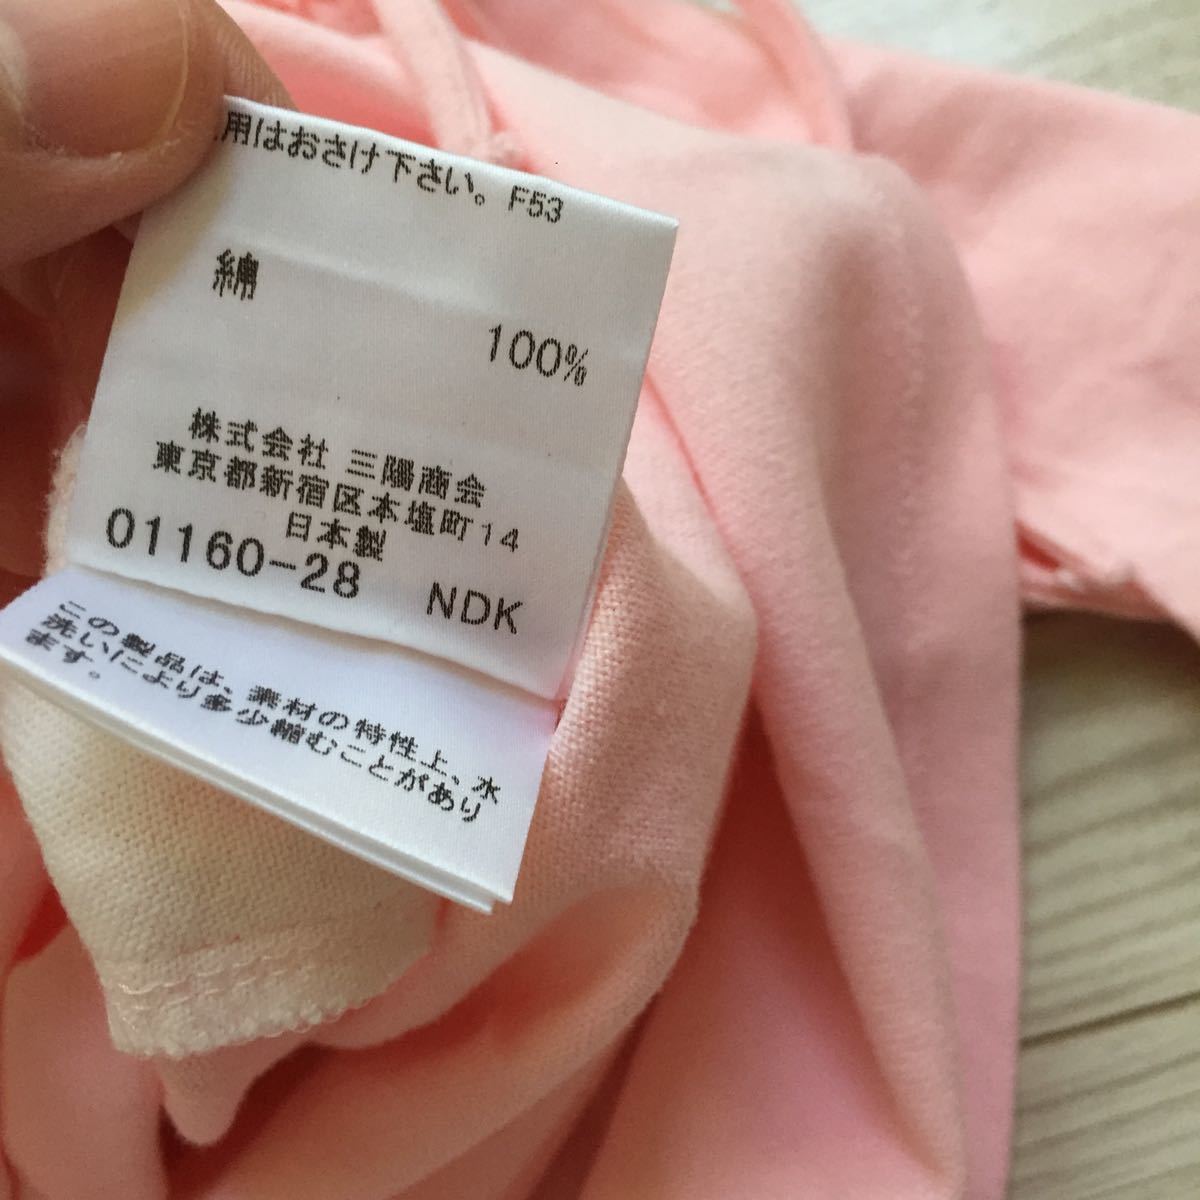 用はおさけ下さい。F53
綿
100%
株式会社 三陽商会
東京都新宿区本塩町14
日本製
01160-28 NDK
この製品は、素材の特性上、水
洗いにより多少縮むことがあり
ます。